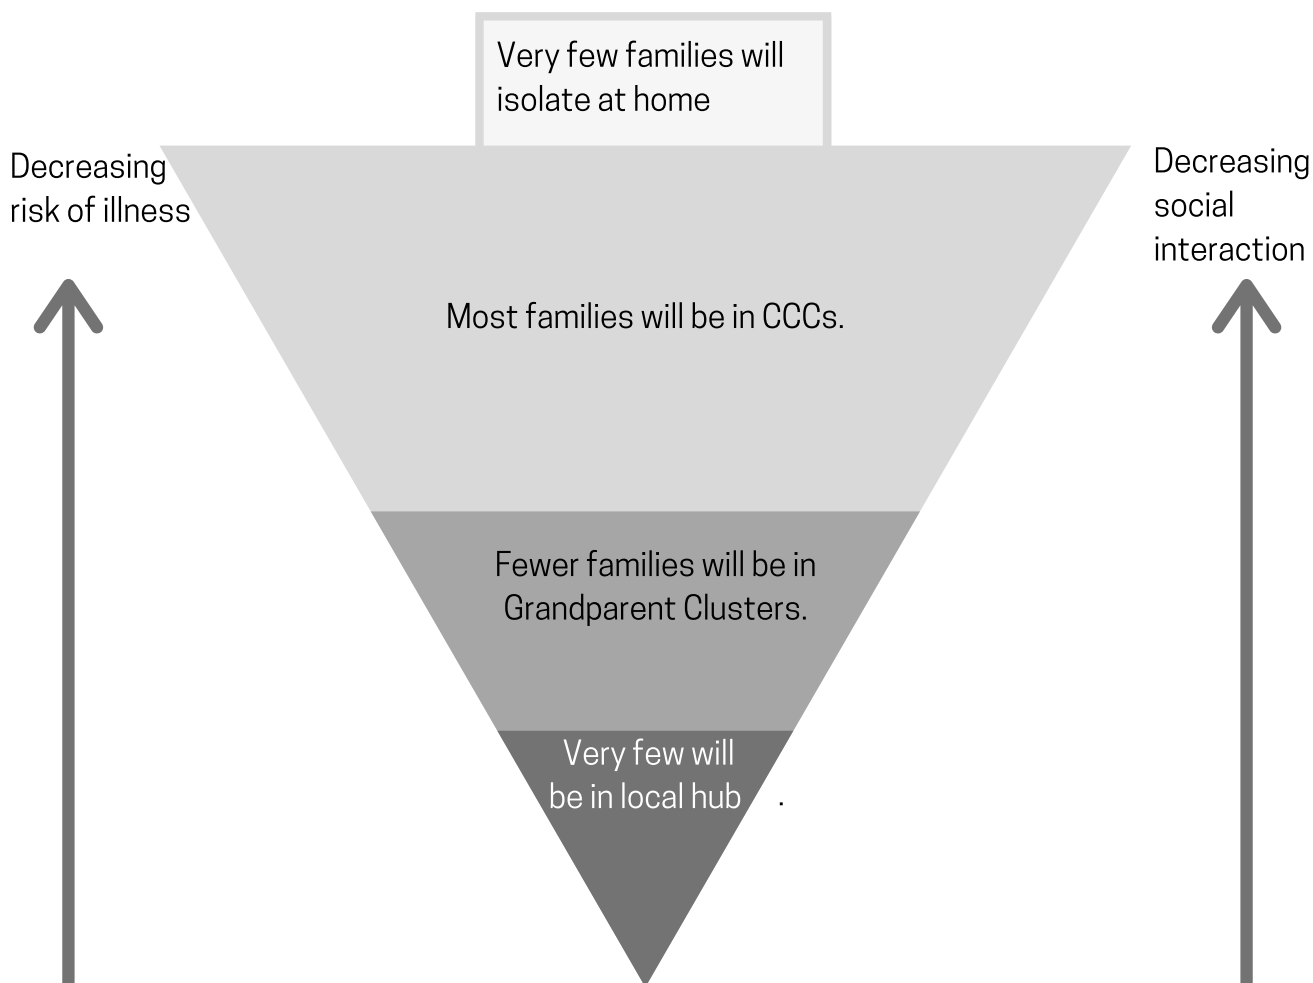 Very few families will
isolate at home
Decreasing
risk of illness
Decreasing
social
interaction
Most families will be in CCCs.
Fewer families will be in
Grandparent Clusters.
Very few will
be in local hub .